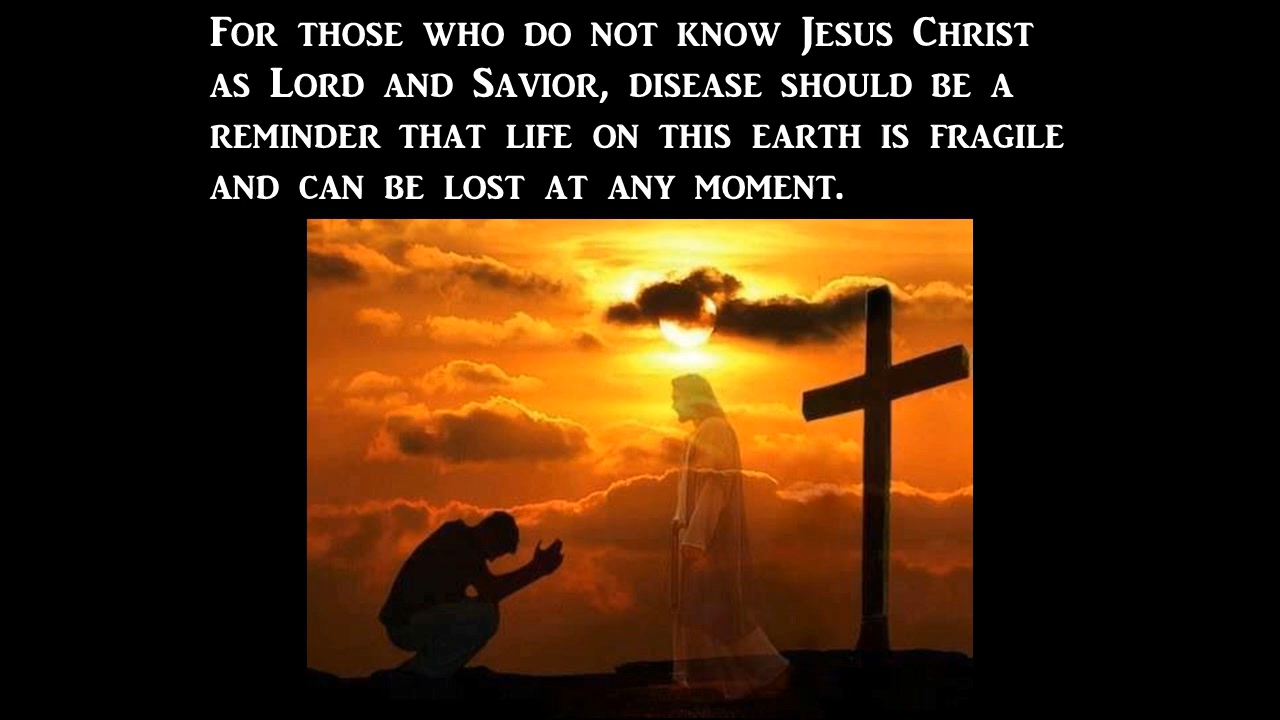 For those who do not know Jesus Christ
as Lord and Savior, disease should be a
reminder that life on this earth is fragile
and can be lost at any moment.